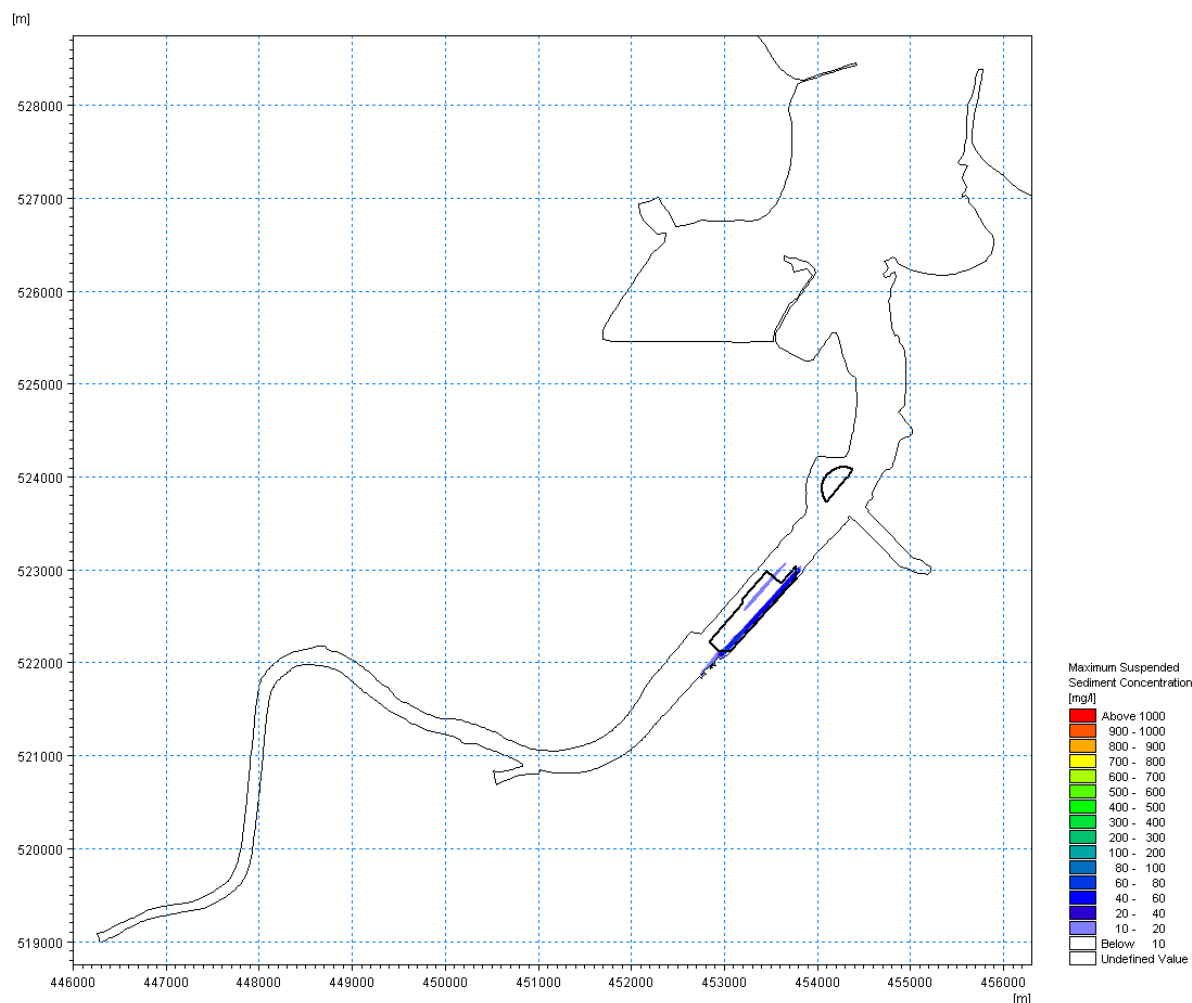 [m]
528000
527000
526000
525000
524000
523000
522000
521000
520000
519000
446000 447000 448000 449000 450000 451000 452000 453000 454000 455000 456000
[m]
Maximum Suspended
Sediment Concentration
[mg/l]
Above 1000
900 - 1000
800 - 900
700 - 800
600 - 700
500 - 600
400 - 500
300 - 400
200 - 300
100 - 200
80 - 100
60 - 80
40 - 60
20 - 40
10 - 20
Below 10
Undefined Value